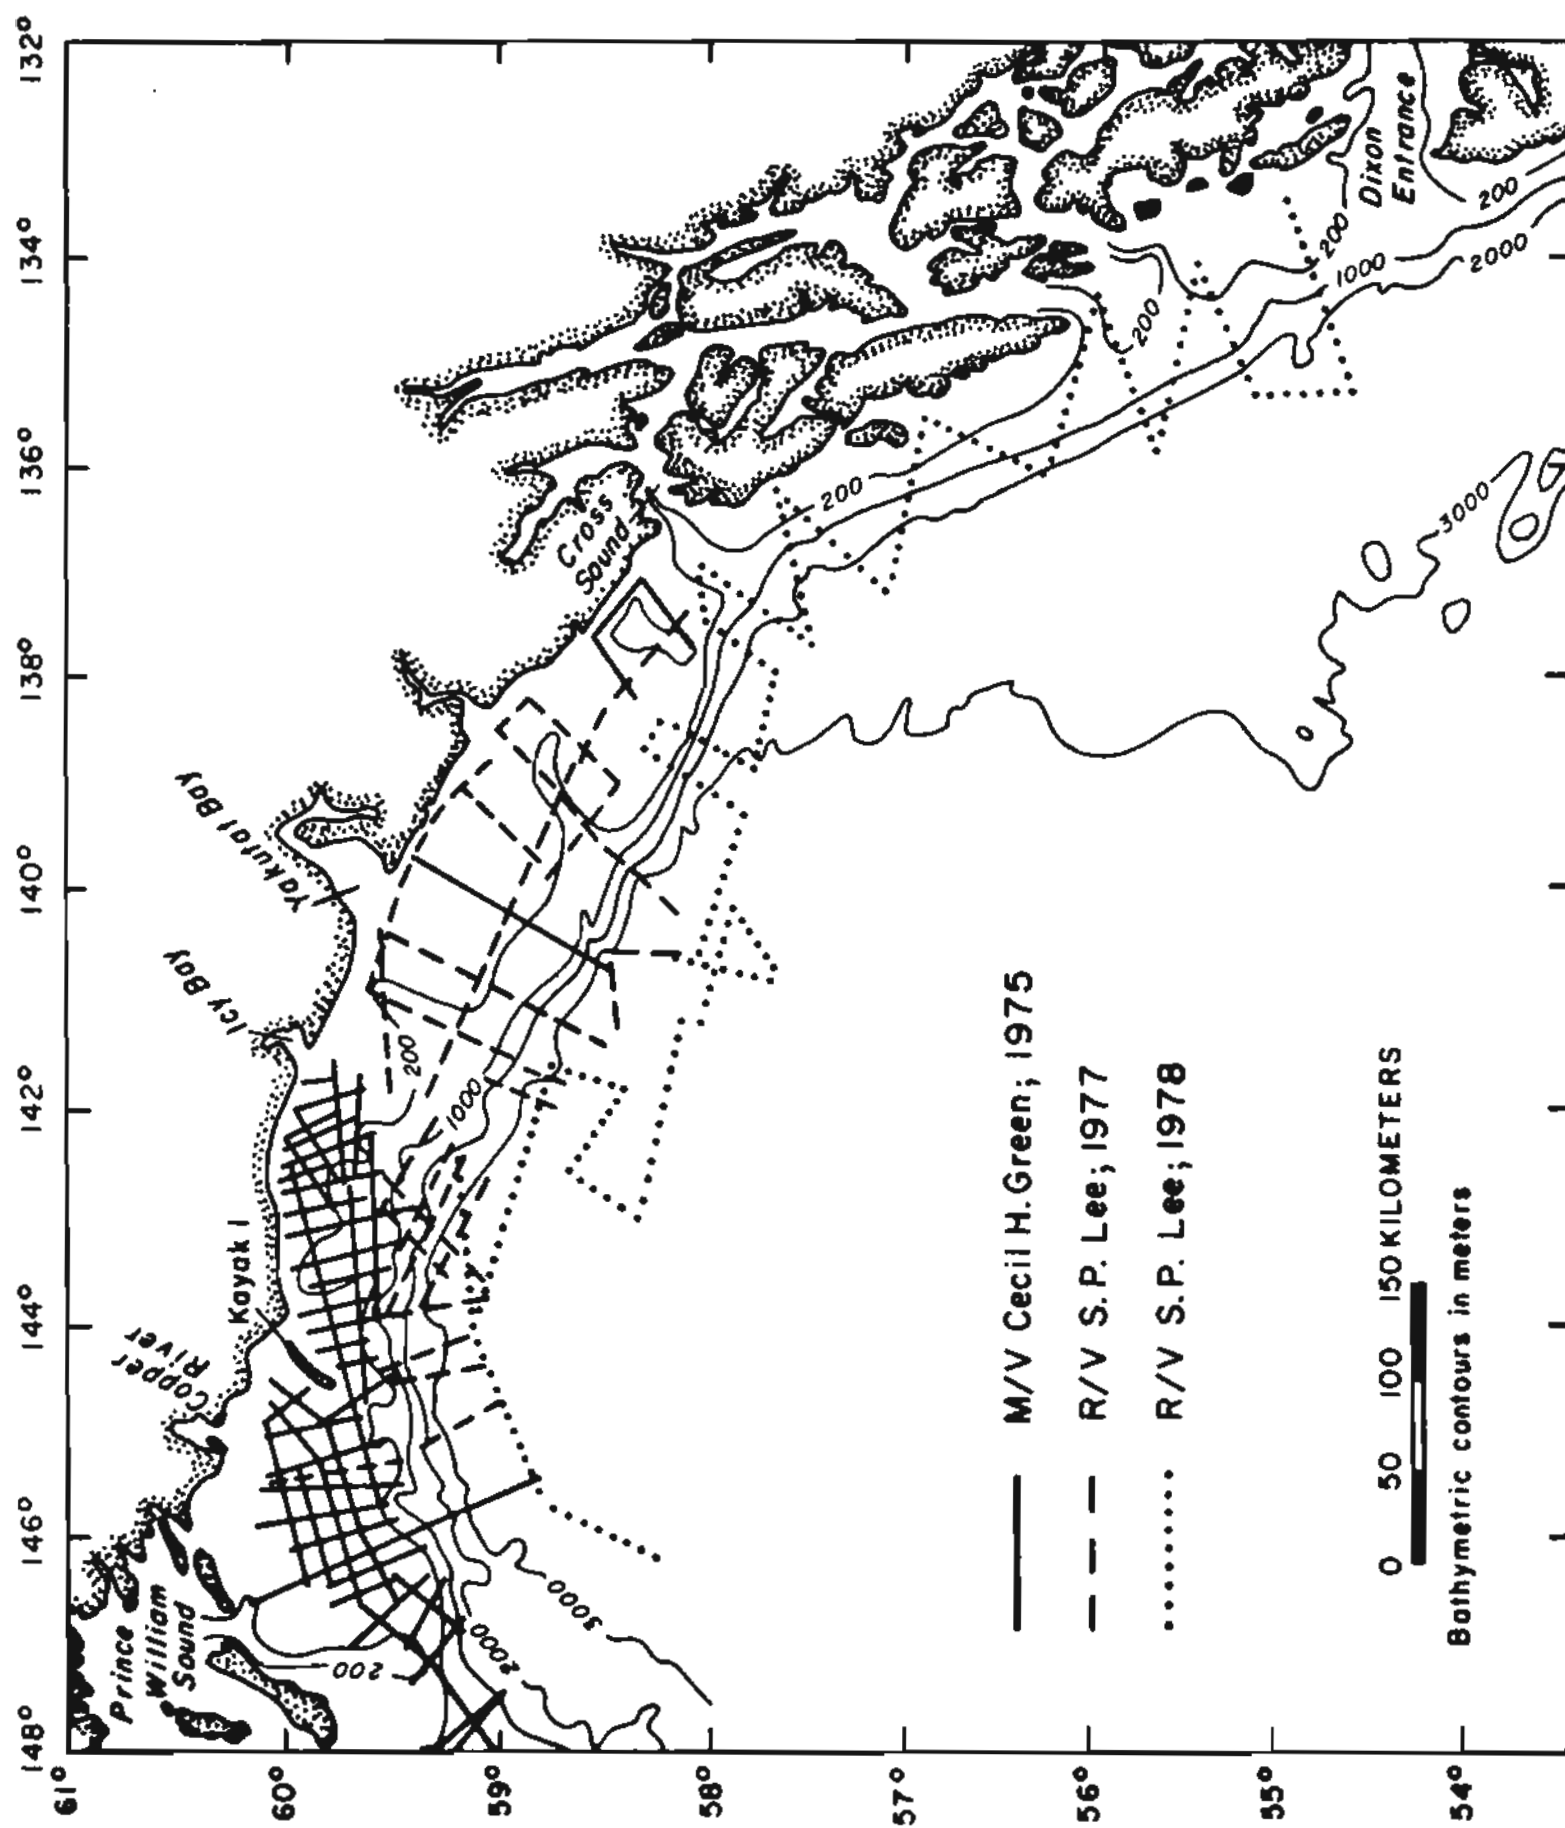 148°
146°
144°
142°
140°
138°
136°
134°
132°
61°
60°
59°
58°
57°
56°
55°
54°
Prince
William
Sound
Copper
River
Kayak I
Icy Bay
Yakutat Bay
Cross
Sound
Dixon
Entrance
200
2000
3000
1000
200
200
200
200
1000
2000
200
3000
M/V Cecil H. Green; 1975
R/V S.P. Lee; 1977
R/V S.P. Lee; 1978
0 50 100 150 KILOMETERS
Bathymetric contours in meters